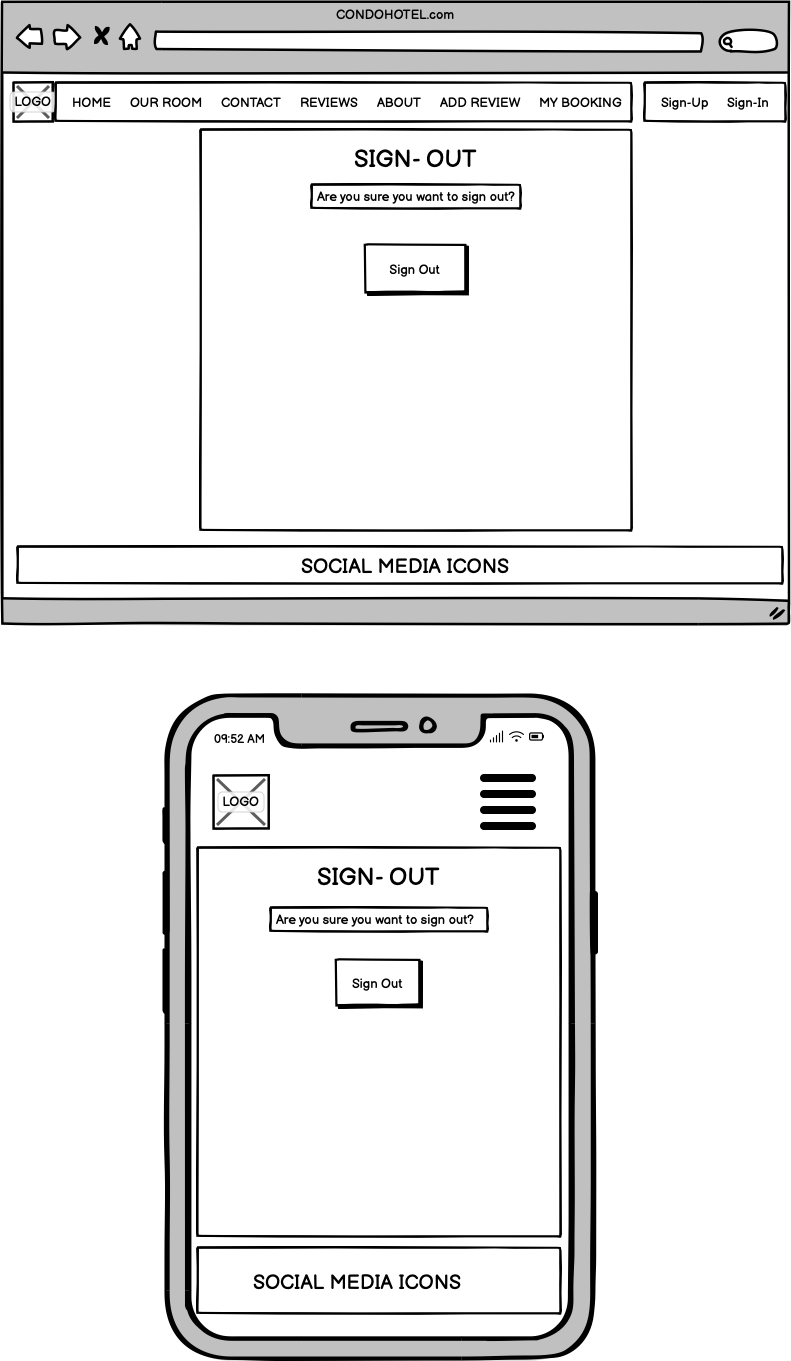 CONDOHOTEL.com
LOGO HOME OUR ROOM CONTACT REVIEWS ABOUT ADD REVIEW MY BOOKING Sign-Up Sign-In
SIGN- OUT
Are you sure you want to sign out?
Sign Out
SOCIAL MEDIA ICONS
09:52 AM
LOGO
SIGN- OUT
Are you sure you want to sign out?
Sign Out
SOCIAL MEDIA ICONS